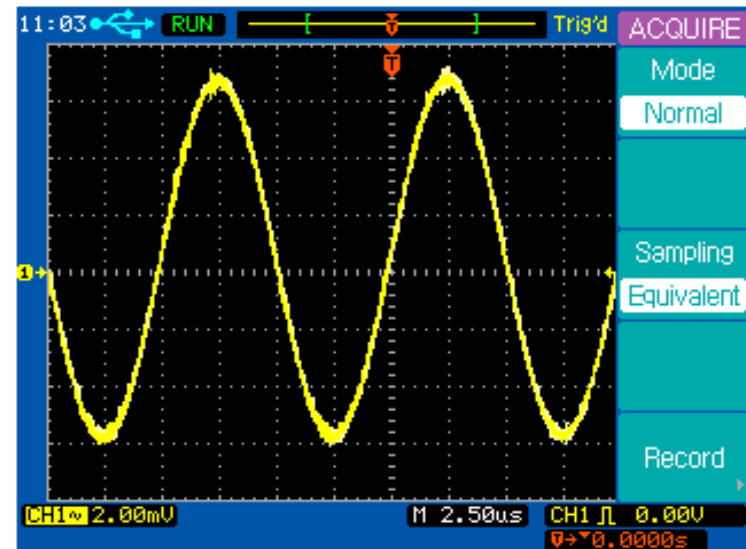 11:03 RUN T Trig'd ACQUIRE
T
Mode
Normal
Sampling
1 Equivalent
Record
CH1~ 2.00mV M 2.50us CH1 0.00V
T→▼0.0000s